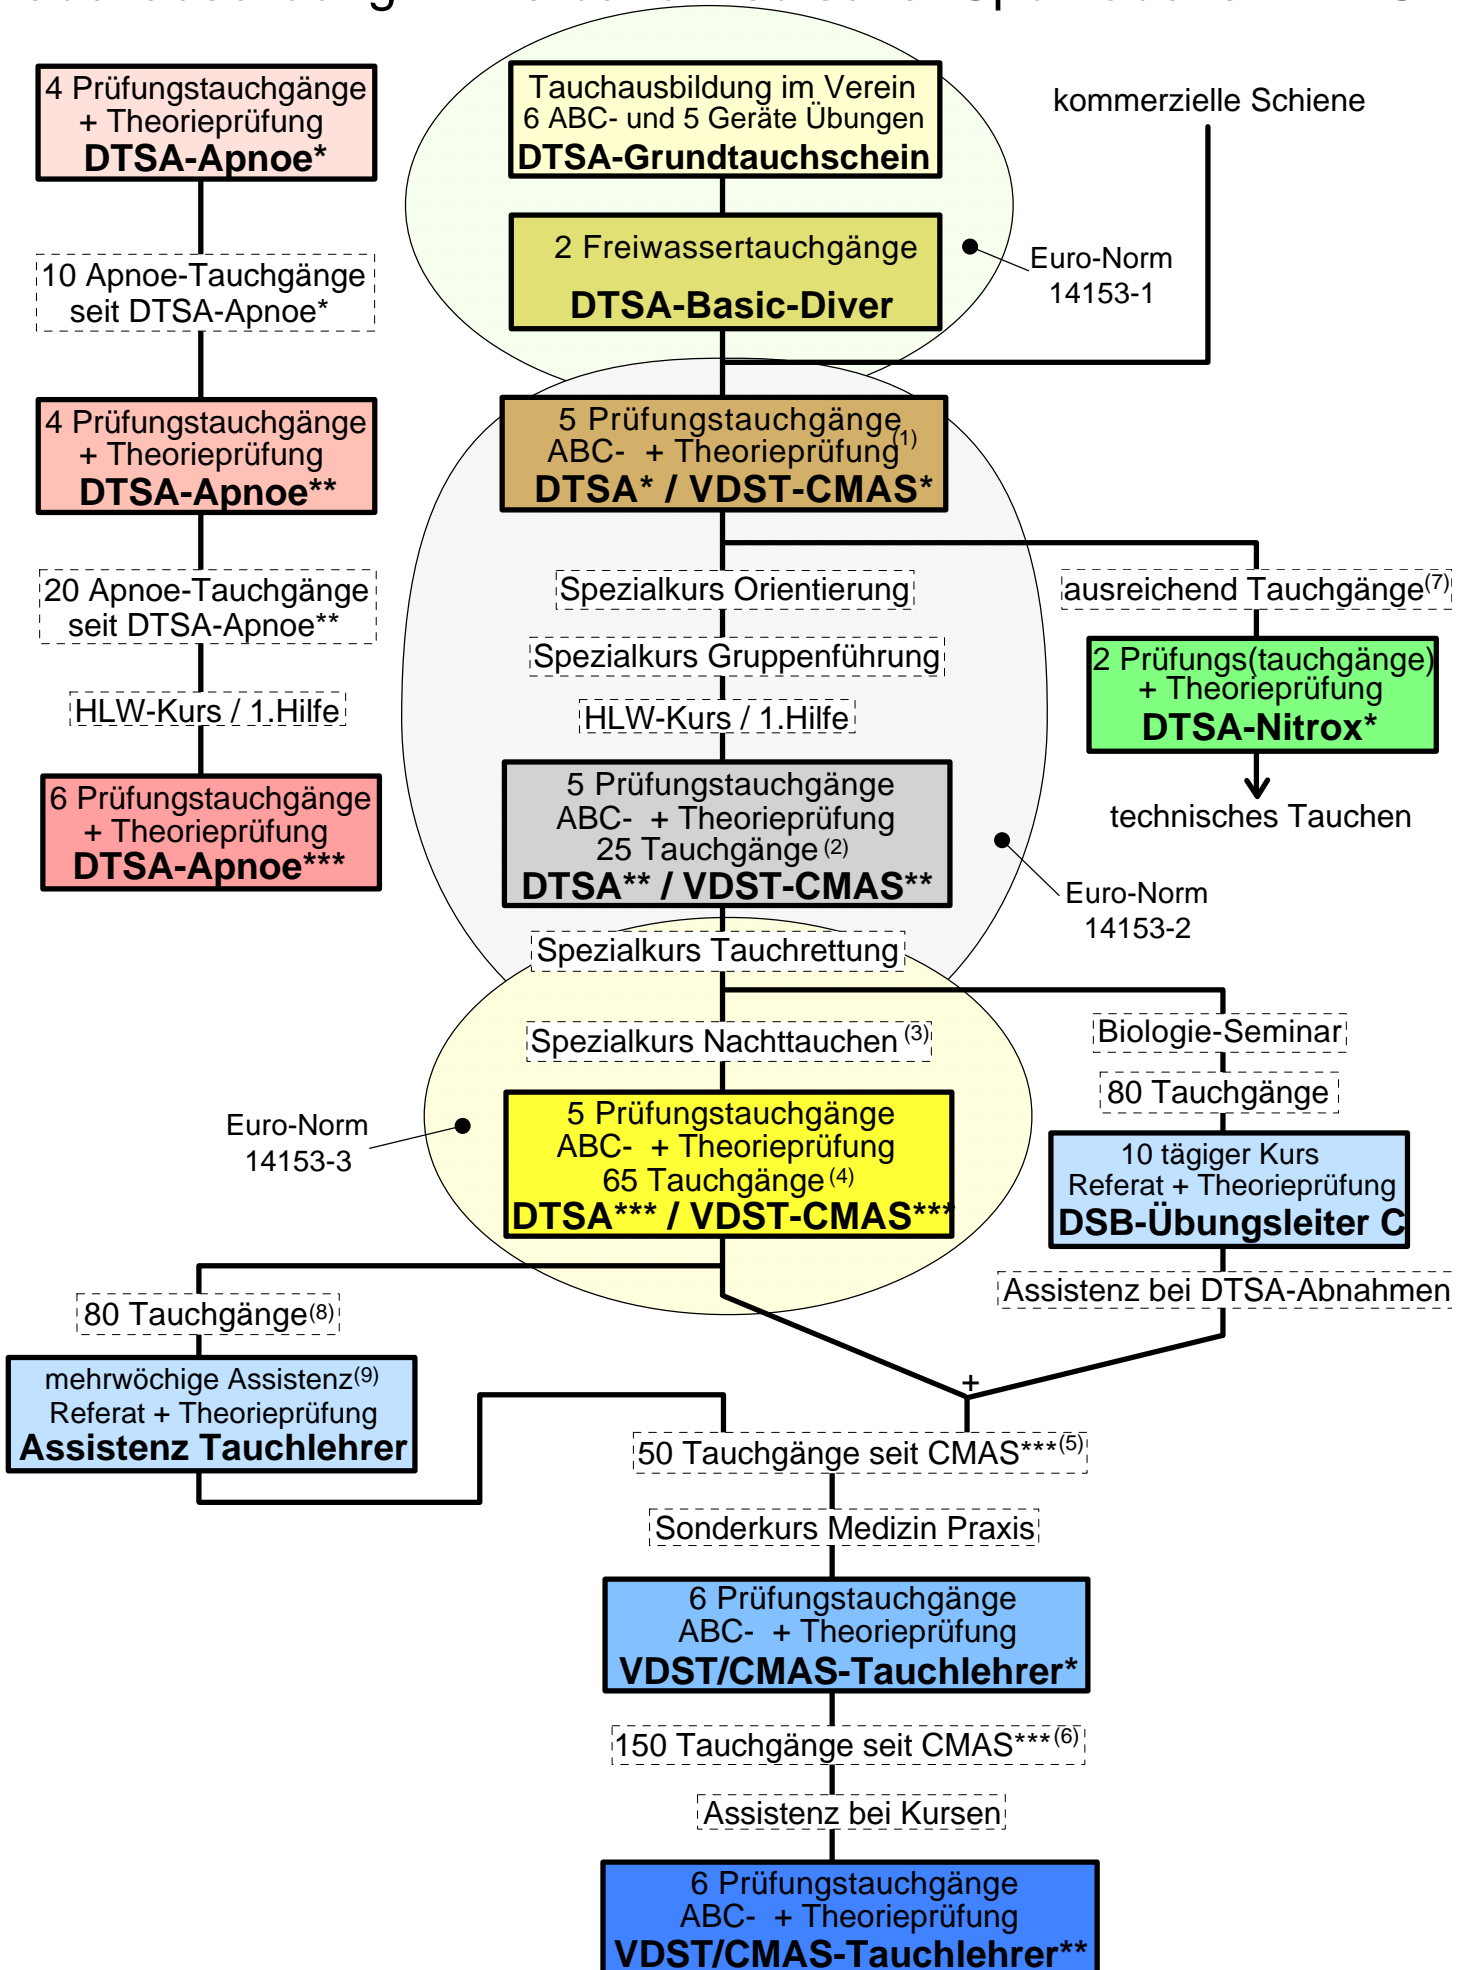 4 Prüfungstauchgänge
+ Theorieprüfung
DTSA-Apnoe*
10 Apnoe-Tauchgänge
seit DTSA-Apnoe*
4 Prüfungstauchgänge
+ Theorieprüfung
DTSA-Apnoe**
20 Apnoe-Tauchgänge
seit DTSA-Apnoe**
HLW-Kurs / 1.Hilfe
6 Prüfungstauchgänge
+ Theorieprüfung
DTSA-Apnoe***
Tauchausbildung im Verein
6 ABC- und 5 Geräte Übungen
DTSA-Grundtauchschein
kommerzielle Schiene
2 Freiwassertauchgänge
DTSA-Basic-Diver
Euro-Norm
14153-1
5 Prüfungstauchgänge
ABC- + Theorieprüfung(1)
DTSA* / VDST-CMAS*
Spezialkurs Orientierung
Spezialkurs Gruppenführung
HLW-Kurs / 1.Hilfe
ausreichend Tauchgänge(7)
2 Prüfungs(tauchgänge)
+ Theorieprüfung
DTSA-Nitrox*
technisches Tauchen
5 Prüfungstauchgänge
ABC- + Theorieprüfung
25 Tauchgänge (2)
DTSA** / VDST-CMAS**
Euro-Norm
14153-2
Spezialkurs Tauchrettung
Spezialkurs Nachttauchen (3)
Biologie-Seminar
80 Tauchgänge
Euro-Norm
14153-3
5 Prüfungstauchgänge
ABC- + Theorieprüfung
65 Tauchgänge (4)
DTSA*** / VDST-CMAS***
10 tägiger Kurs
Referat + Theorieprüfung
DSB-Übungsleiter C
Assistenz bei DTSA-Abnahmen
80 Tauchgänge(8)
mehrwöchige Assistenz(9)
Referat + Theorieprüfung
Assistenz Tauchlehrer
+
50 Tauchgänge seit CMAS***(5)
Sonderkurs Medizin Praxis
6 Prüfungstauchgänge
ABC- + Theorieprüfung
VDST/CMAS-Tauchlehrer*
150 Tauchgänge seit CMAS***(6)
Assistenz bei Kursen
6 Prüfungstauchgänge
ABC- + Theorieprüfung
VDST/CMAS-Tauchlehrer**